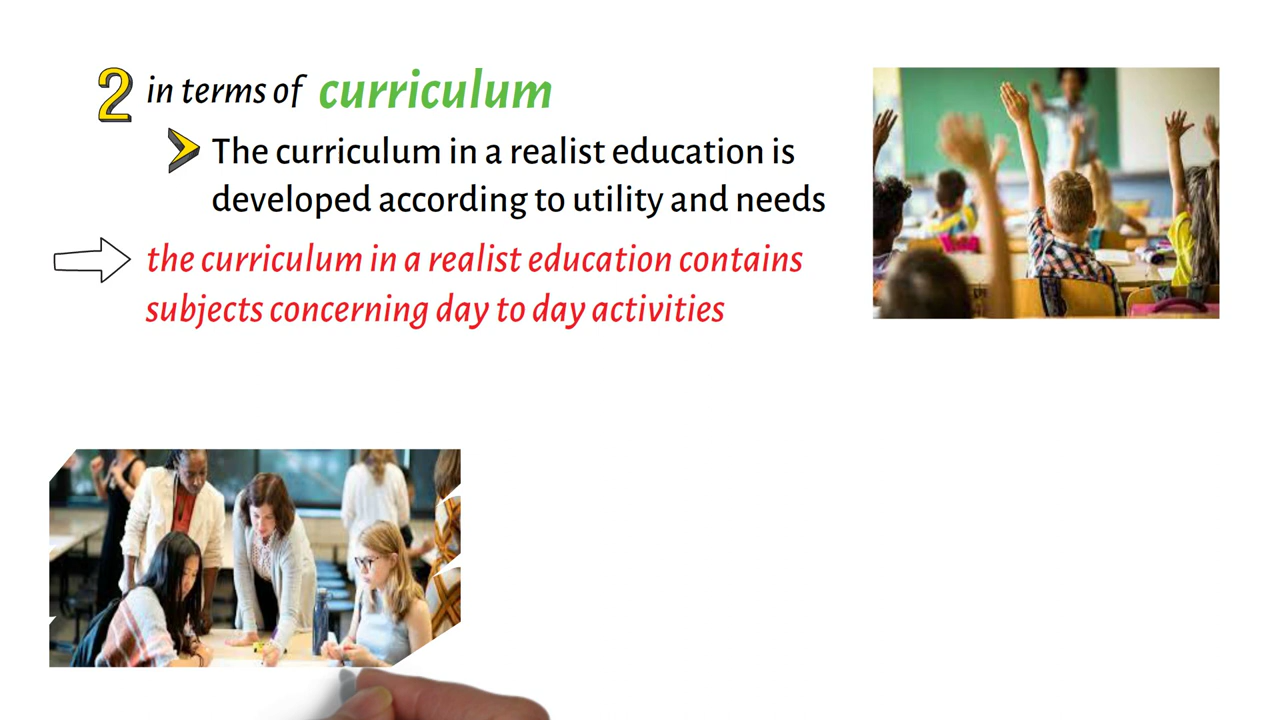 2 in terms of curriculum
The curriculum in a realist education is
developed according to utility and needs
the curriculum in a realist education contains
subjects concerning day to day activities